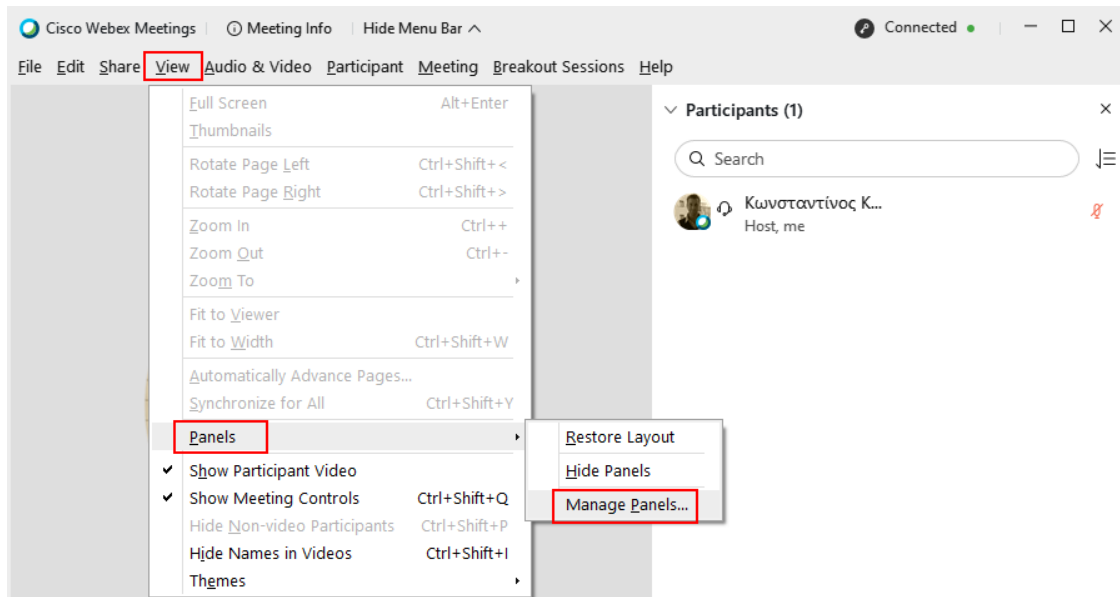 Cisco Webex Meetings Meeting Info Hide Menu Bar Connected
File Edit Share View Audio & Video Participant Meeting Breakout Sessions Help
Full Screen Alt+Enter
Thumbnails
Rotate Page Left Ctrl+Shift+<
Rotate Page Right Ctrl+Shift+>
Zoom In Ctrl++
Zoom Out Ctrl+-
Zoom To
Fit to Viewer
Fit to Width Ctrl+Shift+W
Automatically Advance Pages...
Synchronize for All Ctrl+Shift+Y
Panels
Show Participant Video
Show Meeting Controls Ctrl+Shift+Q
Hide Non-video Participants Ctrl+Shift+P
Hide Names in Videos Ctrl+Shift+I
Themes
Restore Layout
Hide Panels
Manage Panels...
Participants (1)
Search
Κωνσταντίνος Κ...
Host, me